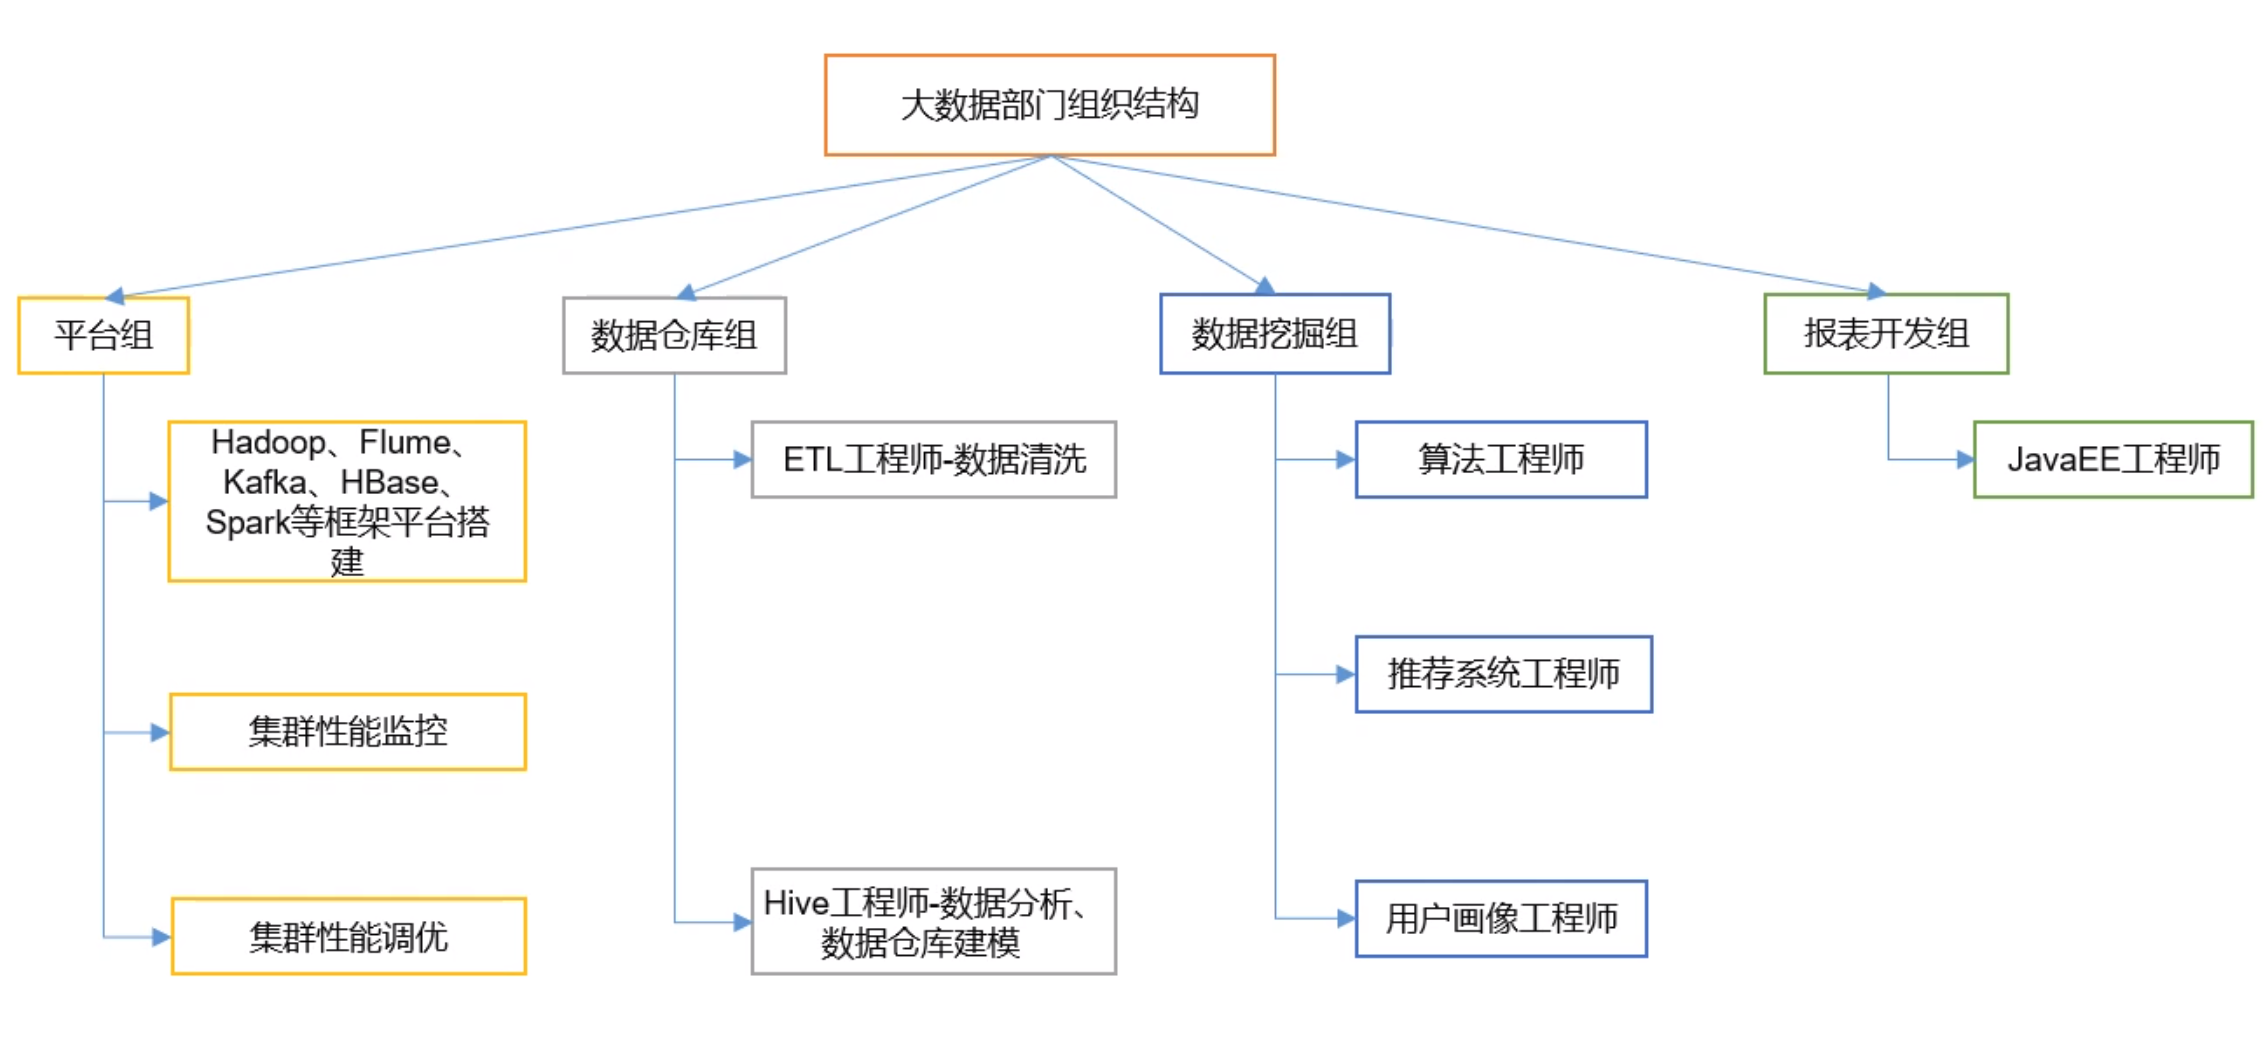 大数据部门组织结构
平台组
数据仓库组
数据挖掘组
报表开发组
Hadoop、Flume、
Kafka、HBase、
Spark等框架平台搭
建
集群性能监控
集群性能调优
ETL工程师-数据清洗
Hive工程师-数据分析、
数据仓库建模
算法工程师
推荐系统工程师
用户画像工程师
JavaEE工程师